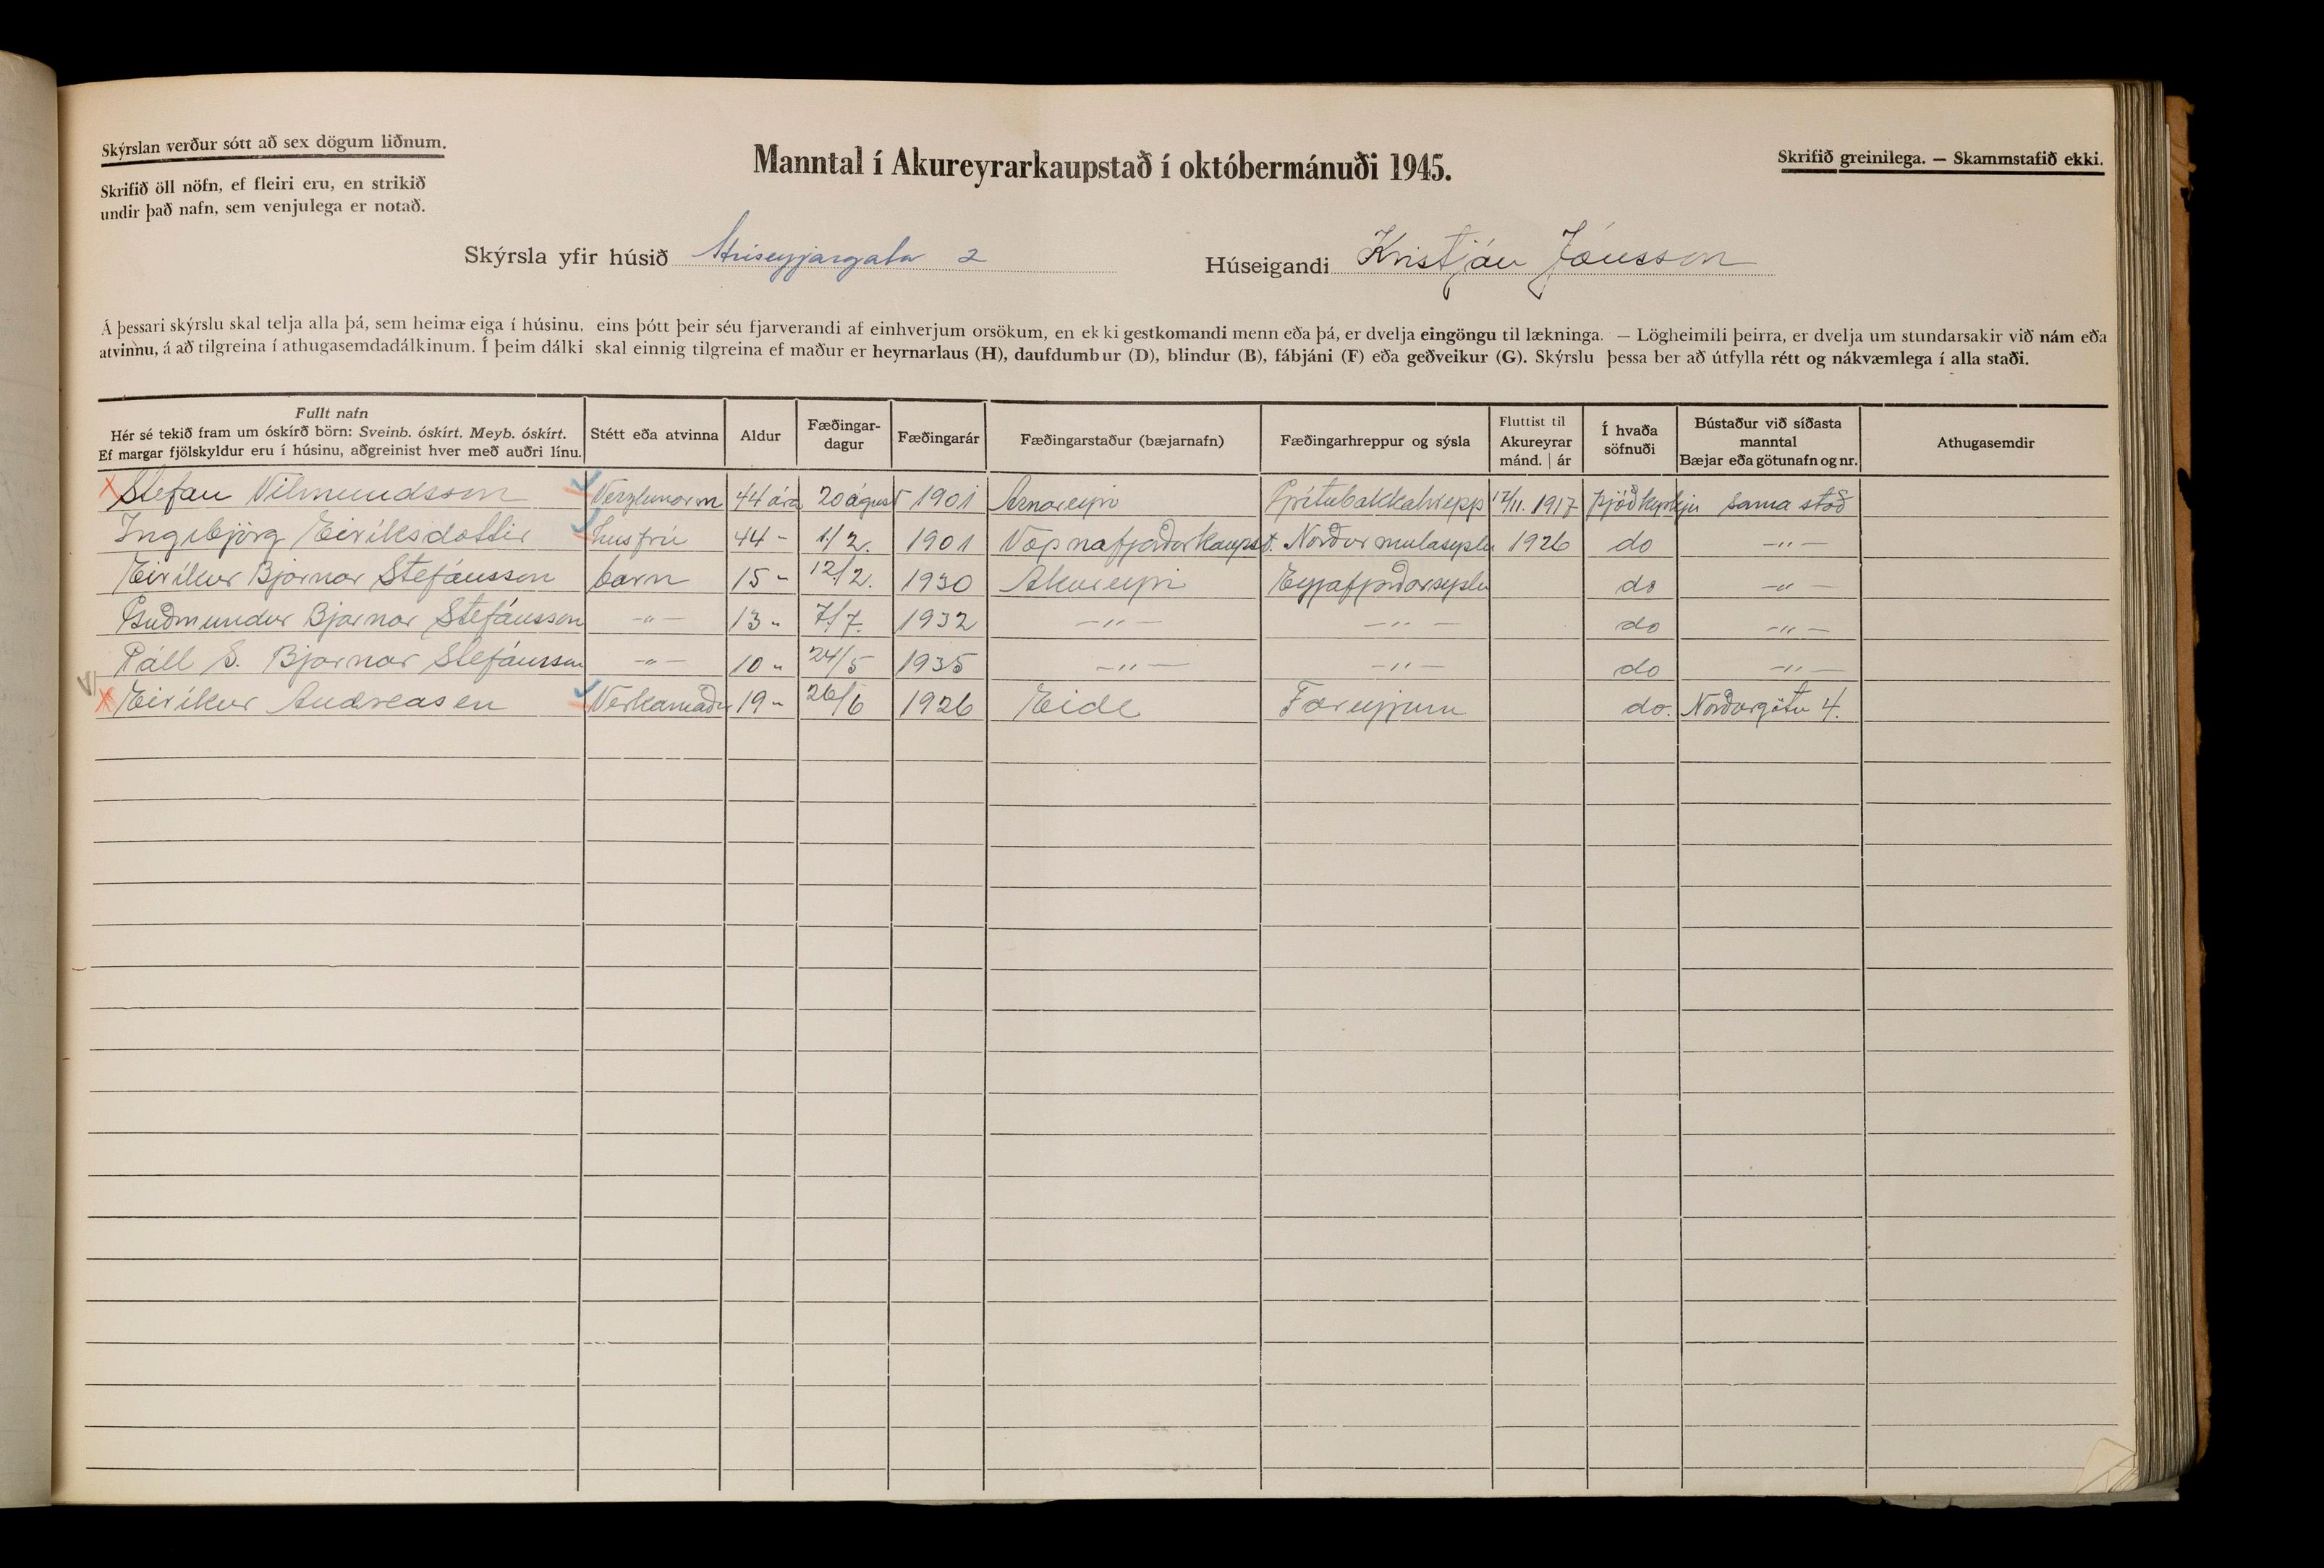 Skýrslan verður sótt að sex dögum liðnum.
Skrifið öll nöfn, ef fleiri eru, en strikið
undir það nafn, sem venjulega er notað.
Manntal í Akureyrarkaupstað í októbermánuði 1945.
Skrifið greinilega. — Skammstafið ekki.
Skýrsla yfir húsið Hríseyjargata 2 Húseigandi Kristján Jónsson
Á þessari skýrslu skal telja alla þá, sem heima eiga í húsinu, eins þótt þeir séu fjarverandi af einhverjum orsökum, en ekki gestkomandi menn eða þá, er dvelja eingöngu til lækninga. — Lögheimili þeirra, er dvelja um stundarsakir við nám eða
atvinnu, á að tilgreina í athugasemdadálkinum. Í þeim dálki skal einnig tilgreina ef maður er heyrnarlaus (H), daufdumbur (D), blindur (B), fábjáni (F) eða geðveikur (G). Skýrslu þessa ber að útfylla rétt og nákvæmlega í alla staði.
Fullt nafn
Hér sé tekið fram um óskírð börn: Sveinb. óskírt. Meyb. óskírt.
Ef margar fjölskyldur eru í húsinu, aðgreinist hver með auðri línu.
Stétt eða atvinna
Aldur
Fæðingar-
dagur
Fæðingarár
Fæðingarstaður (bæjarnafn)
Fæðingarhreppur og sýsla
Fluttist til
Akureyrar
mánd. | ár
Í hvaða
söfnuði
Bústaður við síðasta
manntal
Bæjar eða götunafn og nr.
Athugasemdir
Stefan Vilmundsson Verzlunarm 44 ára 20 ágúst 1901 Arnareyri Grítubakkahrepp 17/11. 1917 þjóðkyrkju sama stað
Ingibjörg Eiríksdottir husfrú 44 - 1/2. 1901 Vopnafjarðarkaupst. Norður mulasyslu 1926 do -"-
Eiríkur Bjarnar Stefánsson barn 15 " 12/2. 1930 Akureyri Eyjafjarðarsyslu do -"-
Guðmundur Bjarnar Stefánsson -"- 13 " 7/7. 1932 -"- -"- do -"-
Páll S. Bjarnar Stefánsson -"- 10 " 24/5 1935 -"- -"- do -"-
Eiríkur Andreasen Verkamaður 19 " 26/6 1926 Eide Færeyjum do. Norðurgötu 4.